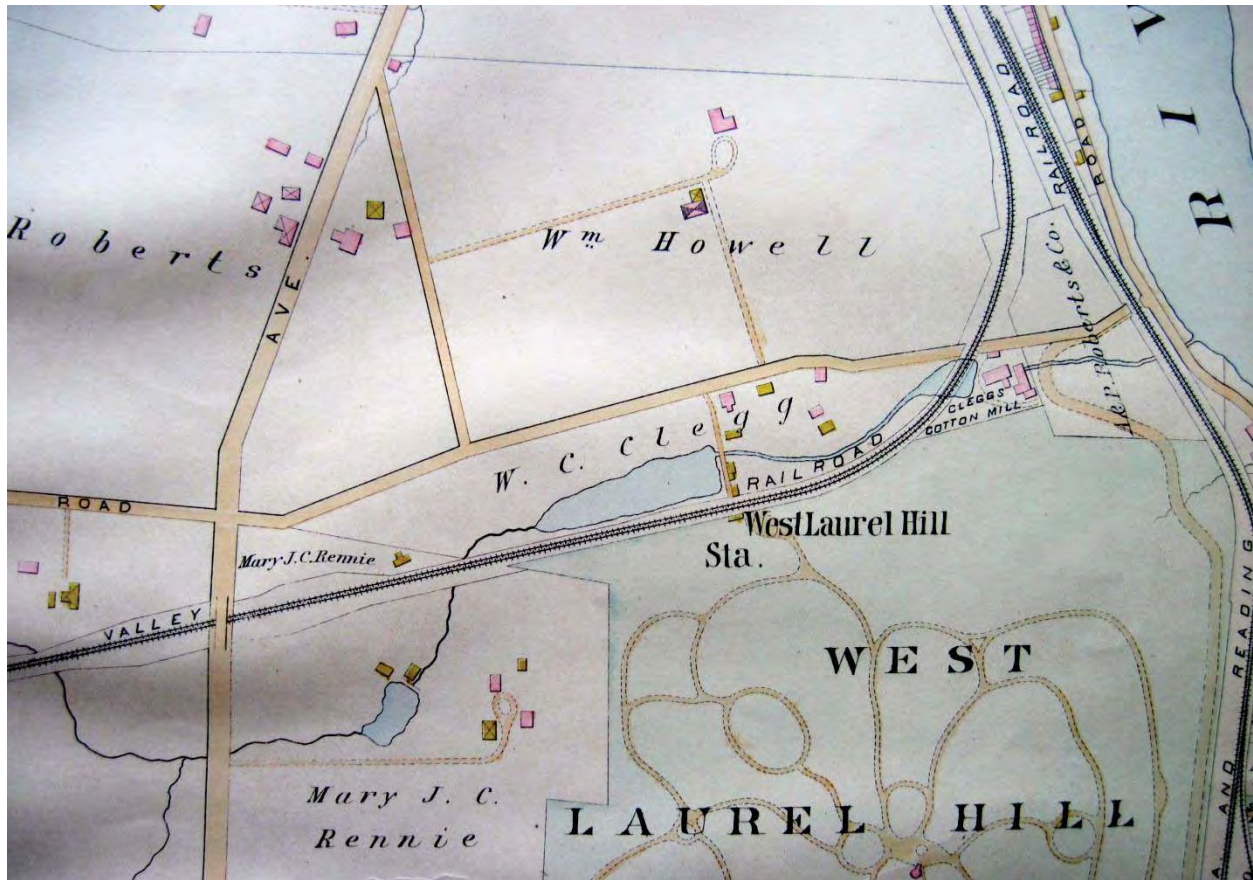 RIV
RAILROAD
ROAD
Roberts
AVE.
Wm Howell
A. & P. Roberts & Co.
W. C. Clegg
CLEGGS
COTTON MILL
RAILROAD
ROAD
West Laurel Hill
Sta.
Mary J. C. Rennie
VALLEY
WEST
READING
AND
Mary J. C.
Rennie
LAUREL HILL